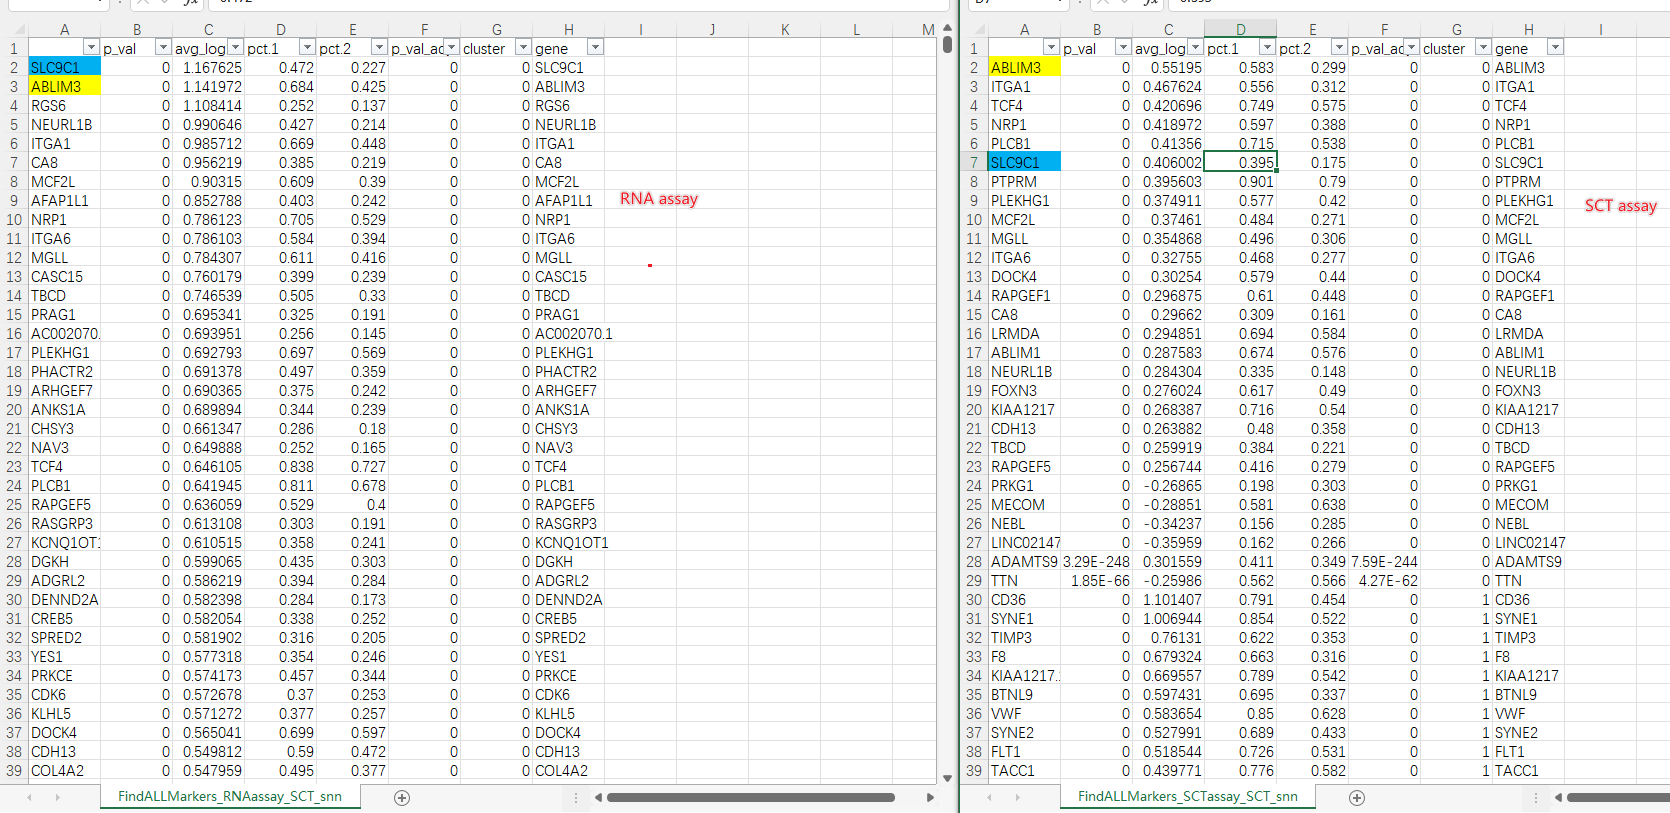 A B C D E F G H I J K L M
1 p_val avg_log pct.1 pct.2 p_val_ac cluster gene
2 SLC9C1 0 1.167625 0.472 0.227 0 0 SLC9C1
3 ABLIM3 0 1.141972 0.684 0.425 0 0 ABLIM3
4 RGS6 0 1.108414 0.252 0.137 0 0 RGS6
5 NEURL1B 0 0.990646 0.427 0.214 0 0 NEURL1B
6 ITGA1 0 0.985712 0.669 0.448 0 0 ITGA1
7 CA8 0 0.956219 0.385 0.219 0 0 CA8
8 MCF2L 0 0.90315 0.609 0.39 0 0 MCF2L
9 AFAP1L1 0 0.852788 0.403 0.242 0 0 AFAP1L1
RNA assay
10 NRP1 0 0.786123 0.705 0.529 0 0 NRP1
11 ITGA6 0 0.786103 0.584 0.394 0 0 ITGA6
12 MGLL 0 0.784307 0.611 0.416 0 0 MGLL
13 CASC15 0 0.760179 0.399 0.239 0 0 CASC15
14 TBCD 0 0.746539 0.505 0.33 0 0 TBCD
15 PRAG1 0 0.695341 0.325 0.191 0 0 PRAG1
16 AC002070. 0 0.693951 0.256 0.145 0 0 AC002070.1
17 PLEKHG1 0 0.692793 0.697 0.569 0 0 PLEKHG1
18 PHACTR2 0 0.691378 0.497 0.359 0 0 PHACTR2
19 ARHGEF7 0 0.690365 0.375 0.242 0 0 ARHGEF7
20 ANKS1A 0 0.689894 0.344 0.239 0 0 ANKS1A
21 CHSY3 0 0.661347 0.286 0.18 0 0 CHSY3
22 NAV3 0 0.649888 0.252 0.165 0 0 NAV3
23 TCF4 0 0.646105 0.838 0.727 0 0 TCF4
24 PLCB1 0 0.641945 0.811 0.678 0 0 PLCB1
25 RAPGEF5 0 0.636059 0.529 0.4 0 0 RAPGEF5
26 RASGRP3 0 0.613108 0.303 0.191 0 0 RASGRP3
27 KCNQ1OT1 0 0.610515 0.358 0.241 0 0 KCNQ1OT1
28 DGKH 0 0.599065 0.435 0.303 0 0 DGKH
29 ADGRL2 0 0.586219 0.394 0.284 0 0 ADGRL2
30 DENND2A 0 0.582398 0.284 0.173 0 0 DENND2A
31 CREB5 0 0.582054 0.338 0.252 0 0 CREB5
32 SPRED2 0 0.581902 0.316 0.205 0 0 SPRED2
33 YES1 0 0.577318 0.354 0.246 0 0 YES1
34 PRKCE 0 0.574173 0.457 0.344 0 0 PRKCE
35 CDK6 0 0.572678 0.37 0.253 0 0 CDK6
36 KLHL5 0 0.571272 0.377 0.257 0 0 KLHL5
37 DOCK4 0 0.565041 0.699 0.597 0 0 DOCK4
38 CDH13 0 0.549812 0.59 0.472 0 0 CDH13
39 COL4A2 0 0.547959 0.495 0.377 0 0 COL4A2
FindALLMarkers_RNAassay_SCT_snn
A B C D E F G H I
1 p_val avg_log pct.1 pct.2 p_val_ac cluster gene
2 ABLIM3 0 0.55195 0.583 0.299 0 0 ABLIM3
3 ITGA1 0 0.467624 0.556 0.312 0 0 ITGA1
4 TCF4 0 0.420696 0.749 0.575 0 0 TCF4
5 NRP1 0 0.418972 0.597 0.388 0 0 NRP1
6 PLCB1 0 0.41356 0.715 0.538 0 0 PLCB1
7 SLC9C1 0 0.406002 0.395 0.175 0 0 SLC9C1
8 PTPRM 0 0.395603 0.901 0.79 0 0 PTPRM
9 PLEKHG1 0 0.374911 0.577 0.42 0 0 PLEKHG1
SCT assay
10 MCF2L 0 0.37461 0.484 0.271 0 0 MCF2L
11 MGLL 0 0.354868 0.496 0.306 0 0 MGLL
12 ITGA6 0 0.32755 0.468 0.277 0 0 ITGA6
13 DOCK4 0 0.30254 0.579 0.44 0 0 DOCK4
14 RAPGEF1 0 0.296875 0.61 0.448 0 0 RAPGEF1
15 CA8 0 0.29662 0.309 0.161 0 0 CA8
16 LRMDA 0 0.294851 0.694 0.584 0 0 LRMDA
17 ABLIM1 0 0.287583 0.674 0.576 0 0 ABLIM1
18 NEURL1B 0 0.284304 0.335 0.148 0 0 NEURL1B
19 FOXN3 0 0.276024 0.617 0.49 0 0 FOXN3
20 KIAA1217 0 0.268387 0.716 0.54 0 0 KIAA1217
21 CDH13 0 0.263882 0.48 0.358 0 0 CDH13
22 TBCD 0 0.259919 0.384 0.221 0 0 TBCD
23 RAPGEF5 0 0.256744 0.416 0.279 0 0 RAPGEF5
24 PRKG1 0 -0.26865 0.198 0.303 0 0 PRKG1
25 MECOM 0 -0.28851 0.581 0.638 0 0 MECOM
26 NEBL 0 -0.34237 0.156 0.285 0 0 NEBL
27 LINC02147 0 -0.35959 0.162 0.266 0 0 LINC02147
28 ADAMTS9 3.29E-248 0.301559 0.411 0.349 7.59E-244 0 ADAMTS9
29 TTN 1.85E-66 -0.25986 0.562 0.566 4.27E-62 0 TTN
30 CD36 0 1.101407 0.791 0.454 0 1 CD36
31 SYNE1 0 1.006944 0.854 0.522 0 1 SYNE1
32 TIMP3 0 0.76131 0.622 0.353 0 1 TIMP3
33 F8 0 0.679324 0.663 0.316 0 1 F8
34 KIAA1217. 0 0.669557 0.789 0.542 0 1 KIAA1217
35 BTNL9 0 0.597431 0.695 0.337 0 1 BTNL9
36 VWF 0 0.583654 0.85 0.628 0 1 VWF
37 SYNE2 0 0.527991 0.689 0.433 0 1 SYNE2
38 FLT1 0 0.518544 0.726 0.531 0 1 FLT1
39 TACC1 0 0.439771 0.776 0.582 0 1 TACC1
FindALLMarkers_SCTassay_SCT_snn